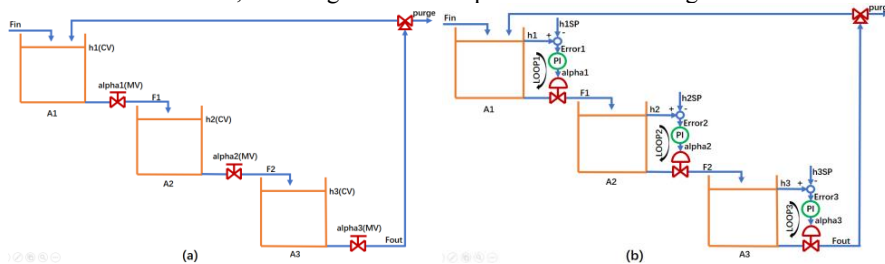 purge
Fin
h1(CV)
alpha1(MV)
F1
A1
h2(CV)
alpha2(MV)
F2
A2
h3(CV)
alpha3(MV)
A3
(a)
purge
Fin
h1SP
h1
+
-
Error1
PI
LOOP1
alpha1
F1
A1
h2SP
h2
+
-
Error2
PI
LOOP2
alpha2
F2
A2
h3SP
h3
+
-
Error3
PI
LOOP3
alpha3
A3
Fout
(b)